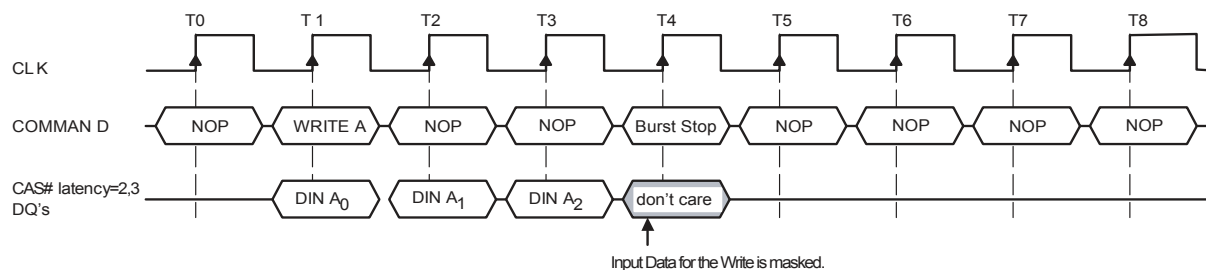 T0 T 1 T2 T3 T4 T5 T6 T7 T8
CL K
COMMAN D NOP WRITE A NOP NOP Burst Stop NOP NOP NOP NOP
CAS# latency=2,3
DQ's DIN A0 DIN A1 DIN A2 don't care
Input Data for the Write is masked.